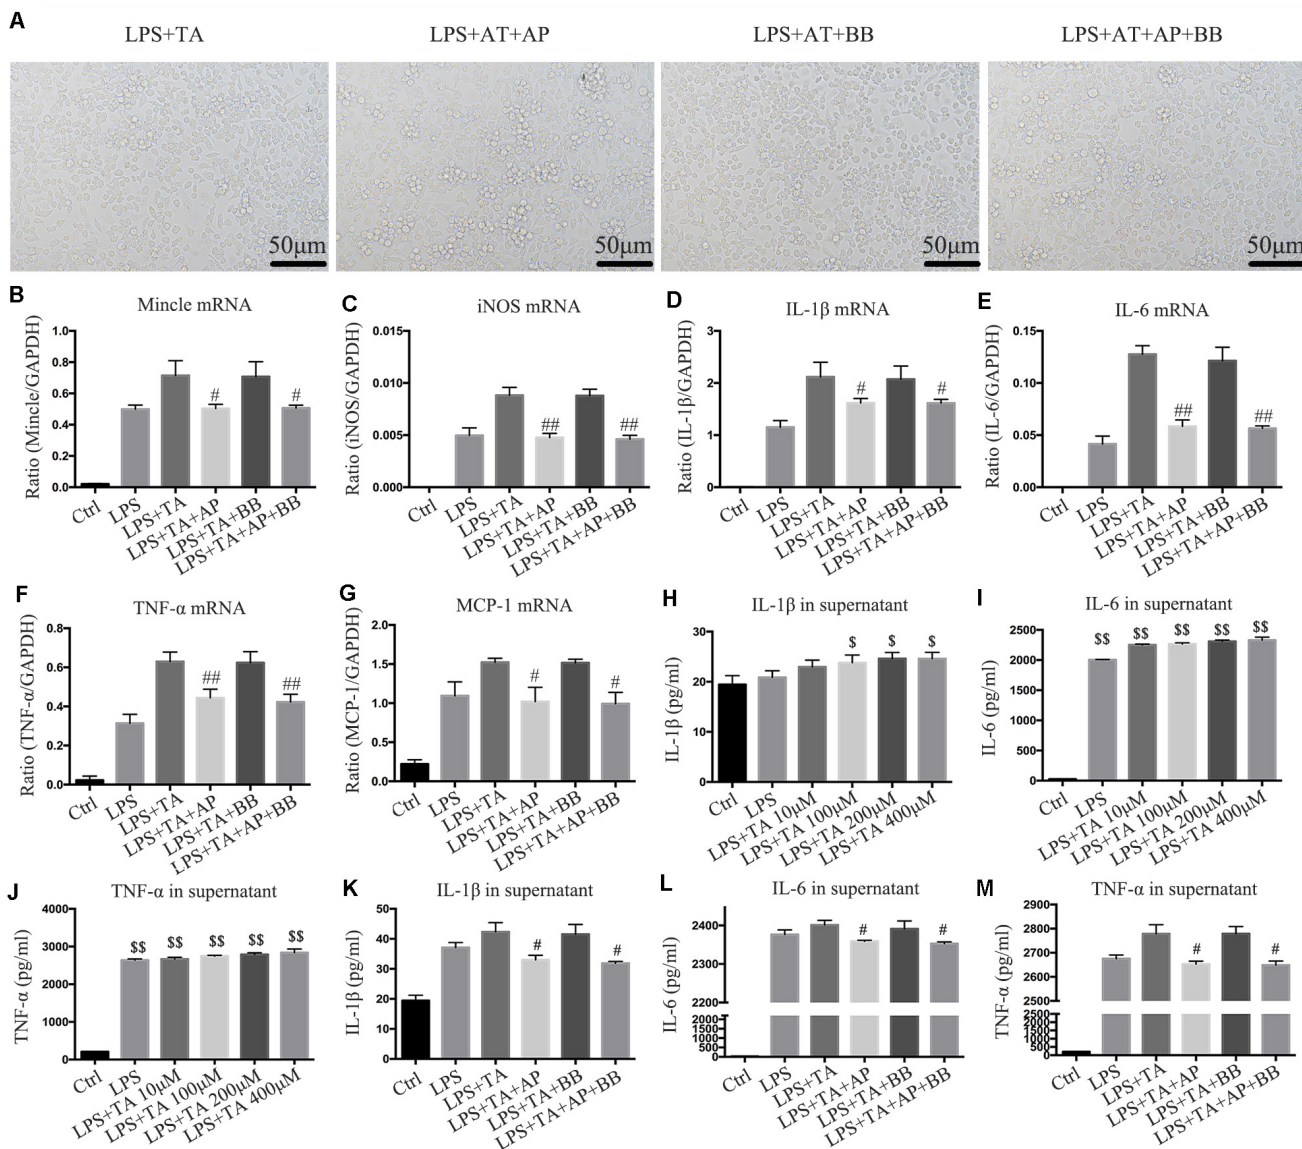 A
LPS+TA
LPS+AT+AP
LPS+AT+BB
LPS+AT+AP+BB
50μm
50μm
50μm
50μm
B
Mincle mRNA
Ratio (Mincle/GAPDH)
1.0
0.8
0.6
0.4
0.2
0.0
#
#
Ctrl
LPS
LPS+TA
LPS+TA+AP
LPS+TA+BB
LPS+TA+AP+BB
C
iNOS mRNA
Ratio (iNOS/GAPDH)
0.015
0.010
0.005
0.000
##
##
Ctrl
LPS
LPS+TA
LPS+TA+AP
LPS+TA+BB
LPS+TA+AP+BB
D
IL-1β mRNA
Ratio (IL-1β/GAPDH)
3
2
1
0
#
#
Ctrl
LPS
LPS+TA
LPS+TA+AP
LPS+TA+BB
LPS+TA+AP+BB
E
IL-6 mRNA
Ratio (IL-6/GAPDH)
0.15
0.10
0.05
0.00
##
##
Ctrl
LPS
LPS+TA
LPS+TA+AP
LPS+TA+BB
LPS+TA+AP+BB
F
TNF-α mRNA
Ratio (TNF-α/GAPDH)
0.8
0.6
0.4
0.2
0.0
##
##
Ctrl
LPS
LPS+TA
LPS+TA+AP
LPS+TA+BB
LPS+TA+AP+BB
G
MCP-1 mRNA
Ratio (MCP-1/GAPDH)
2.0
1.5
1.0
0.5
0.0
#
#
Ctrl
LPS
LPS+TA
LPS+TA+AP
LPS+TA+BB
LPS+TA+AP+BB
H
IL-1β in supernatant
IL-1β (pg/ml)
30
20
10
0
$
$
$
Ctrl
LPS
LPS+TA 10μM
LPS+TA 100μM
LPS+TA 200μM
LPS+TA 400μM
I
IL-6 in supernatant
IL-6 (pg/ml)
2500
2000
1500
1000
500
0
$$
$$
$$
$$
$$
Ctrl
LPS
LPS+TA 10μM
LPS+TA 100μM
LPS+TA 200μM
LPS+TA 400μM
J
TNF-α in supernatant
TNF-α (pg/ml)
4000
3000
2000
1000
0
$$
$$
$$
$$
$$
Ctrl
LPS
LPS+TA 10μM
LPS+TA 100μM
LPS+TA 200μM
LPS+TA 400μM
K
IL-1β in supernatant
IL-1β (pg/ml)
50
40
30
20
10
0
#
#
Ctrl
LPS
LPS+TA
LPS+TA+AP
LPS+TA+BB
LPS+TA+AP+BB
L
IL-6 in supernatant
IL-6 (pg/ml)
2400
2300
2200
2000
1500
1000
500
0
#
#
Ctrl
LPS
LPS+TA
LPS+TA+AP
LPS+TA+BB
LPS+TA+AP+BB
M
TNF-α in supernatant
TNF-α (pg/ml)
2900
2800
2700
2600
2500
2500
2000
1500
1000
500
0
#
#
Ctrl
LPS
LPS+TA
LPS+TA+AP
LPS+TA+BB
LPS+TA+AP+BB